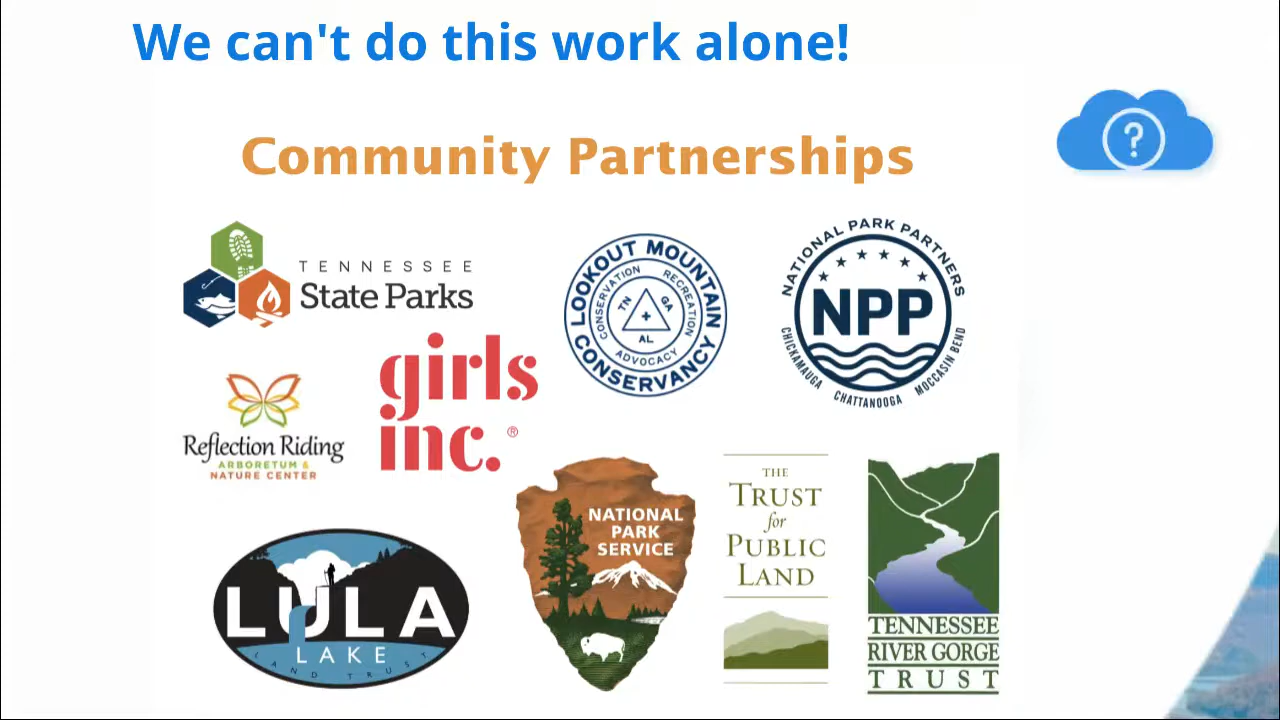 We can't do this work alone!
?
Community Partnerships
TENNESSEE
State Parks
LOOKOUT MOUNTAIN
CONSERVANCY
CONSERVATION
RECREATION
ADVOCACY
TN
GA
+
AL
NATIONAL PARK PARTNERS
NPP
CHICKAMAUGA
CHATTANOOGA
MOCCASIN BEND
girls
inc.®
Reflection Riding
ARBORETUM &
NATURE CENTER
NATIONAL
PARK
SERVICE
THE
TRUST
for
PUBLIC
LAND
TENNESSEE
RIVER GORGE
TRUST
LULA
LAKE
LAND TRUST